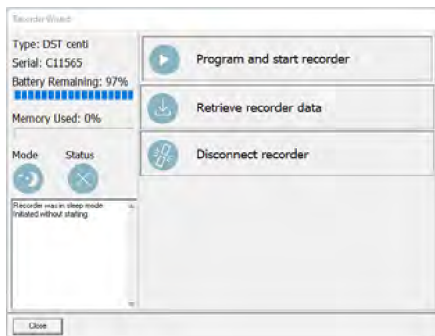 Recorder Wizard
Type: DST centi
Serial: C11565
Battery Remaining: 97%
Memory Used: 0%
Mode Status
Recorder was in sleep mode
Initiated without starting
Program and start recorder
Retrieve recorder data
Disconnect recorder
Close